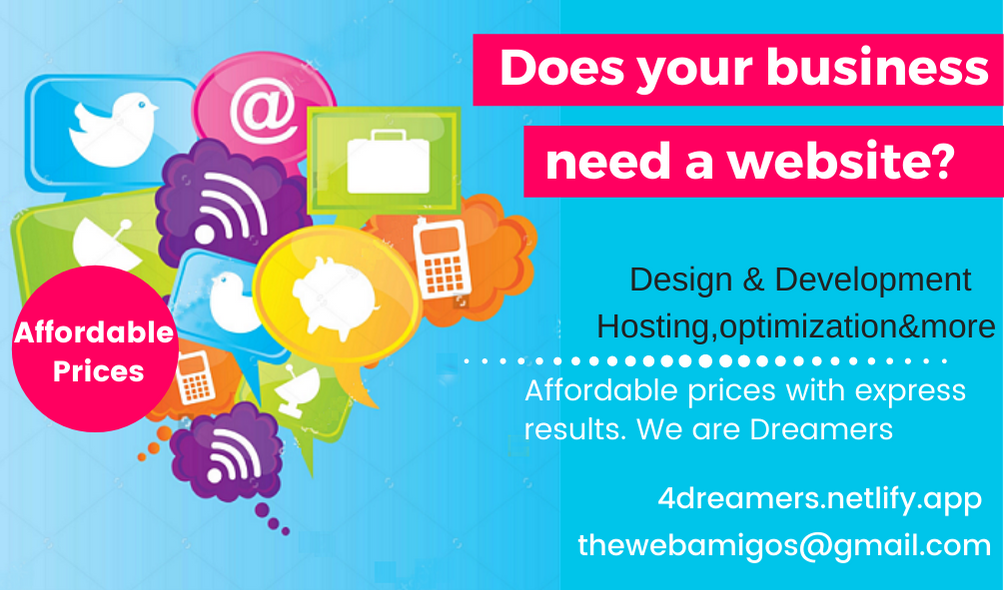 Does your business
need a website?
@
Design & Development
Hosting,optimization&more
Affordable
Prices
Affordable prices with express
results. We are Dreamers
4dreamers.netlify.app
thewebamigos@gmail.com